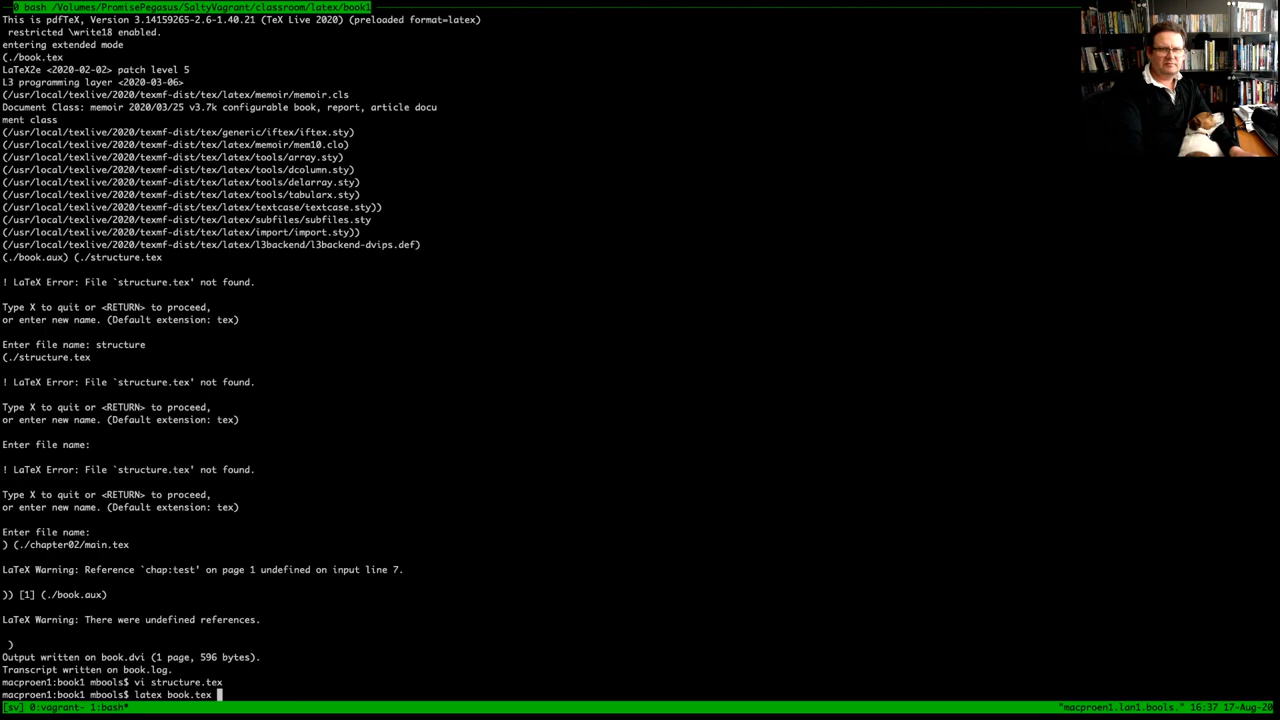 0 bash /Volumes/PromisePegasus/SaltyVagrant/classroom/latex/book1
This is pdfTeX, Version 3.14159265-2.6-1.40.21 (TeX Live 2020) (preloaded format=latex)
 restricted \write18 enabled.
entering extended mode
(./book.tex
LaTeX2e <2020-02-02> patch level 5
L3 programming layer <2020-03-06>
(/usr/local/texlive/2020/texmf-dist/tex/latex/memoir/memoir.cls
Document Class: memoir 2020/03/25 v3.7k configurable book, report, article docu
ment class
(/usr/local/texlive/2020/texmf-dist/tex/generic/iftex/iftex.sty)
(/usr/local/texlive/2020/texmf-dist/tex/latex/memoir/mem10.clo)
(/usr/local/texlive/2020/texmf-dist/tex/latex/tools/array.sty)
(/usr/local/texlive/2020/texmf-dist/tex/latex/tools/dcolumn.sty)
(/usr/local/texlive/2020/texmf-dist/tex/latex/tools/delarray.sty)
(/usr/local/texlive/2020/texmf-dist/tex/latex/tools/tabularx.sty)
(/usr/local/texlive/2020/texmf-dist/tex/latex/textcase/textcase.sty))
(/usr/local/texlive/2020/texmf-dist/tex/latex/subfiles/subfiles.sty
(/usr/local/texlive/2020/texmf-dist/tex/latex/import/import.sty))
(/usr/local/texlive/2020/texmf-dist/tex/latex/l3backend/l3backend-dvips.def)
(./book.aux) (./structure.tex
! LaTeX Error: File `structure.tex' not found.
Type X to quit or <RETURN> to proceed,
or enter new name. (Default extension: tex)
Enter file name: structure
(./structure.tex
! LaTeX Error: File `structure.tex' not found.
Type X to quit or <RETURN> to proceed,
or enter new name. (Default extension: tex)
Enter file name:
! LaTeX Error: File `structure.tex' not found.
Type X to quit or <RETURN> to proceed,
or enter new name. (Default extension: tex)
Enter file name:
) (./chapter02/main.tex
LaTeX Warning: Reference `chap:test' on page 1 undefined on input line 7.
)) [1] (./book.aux)
LaTeX Warning: There were undefined references.
 )
Output written on book.dvi (1 page, 596 bytes).
Transcript written on book.log.
macproen1:book1 mbools$ vi structure.tex
macproen1:book1 mbools$ latex book.tex
[sv] 0:vagrant- 1:bash* "macproen1.lan1.bools." 16:37 17-Aug-20